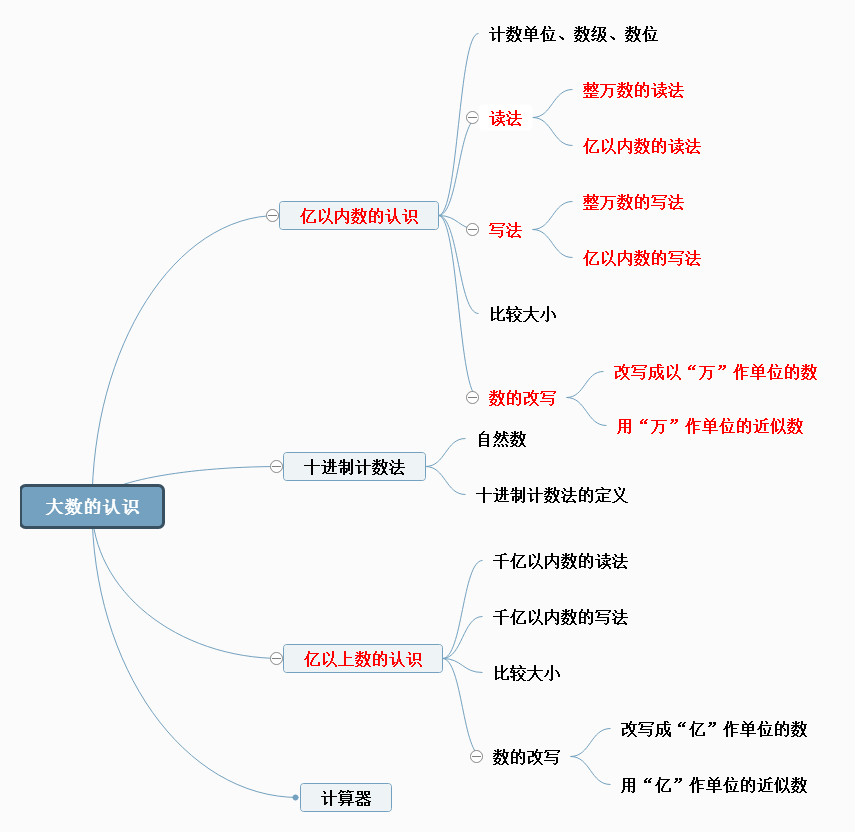 计数单位、数级、数位
整万数的读法
读法
亿以内数的读法
整万数的写法
亿以内数的认识
写法
亿以内数的写法
比较大小
改写成以“万”作单位的数
数的改写
用“万”作单位的近似数
自然数
十进制计数法
十进制计数法的定义
大数的认识
千亿以内数的读法
千亿以内数的写法
亿以上数的认识
比较大小
改写成“亿”作单位的数
数的改写
用“亿”作单位的近似数
计算器